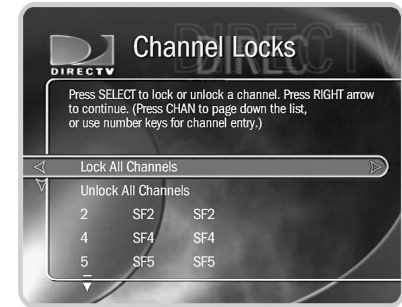 DIRECTV
Channel Locks
DIRECTV
Press SELECT to lock or unlock a channel. Press RIGHT arrow
to continue. (Press CHAN to page down the list,
or use number keys for channel entry.)
Lock All Channels
Unlock All Channels
2 SF2 SF2
4 SF4 SF4
5 SF5 SF5